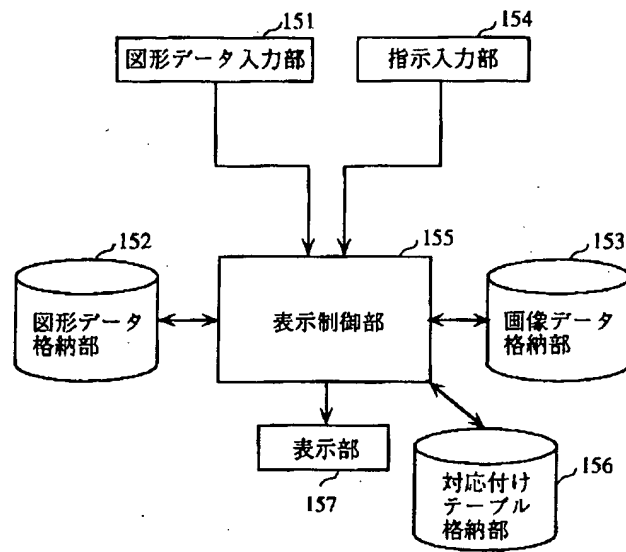 151
図形データ入力部
154
指示入力部
152
図形データ
格納部
155
表示制御部
153
画像データ
格納部
表示部
157
対応付け
テーブル
格納部
156